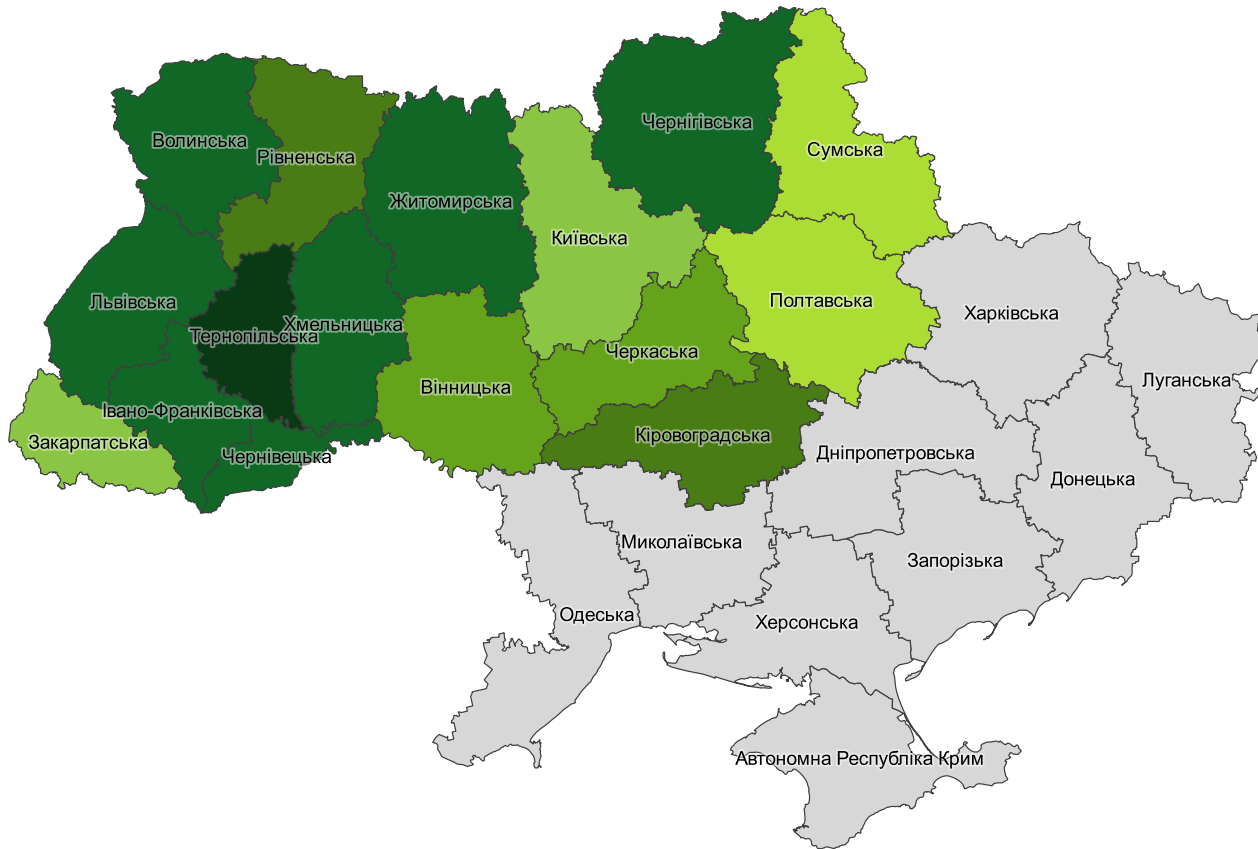 Чернігівська
Сумська
Волинська
Рівненська
Житомирська
Київська
Львівська
Полтавська
Харківська
Тернопільська
Хмельницька
Черкаська
Вінницька
Луганська
Івано-Франківська
Закарпатська
Чернівецька
Кіровоградська
Дніпропетровська
Донецька
Миколаївська
Запорізька
Одеська
Херсонська
Автономна Республіка Крим